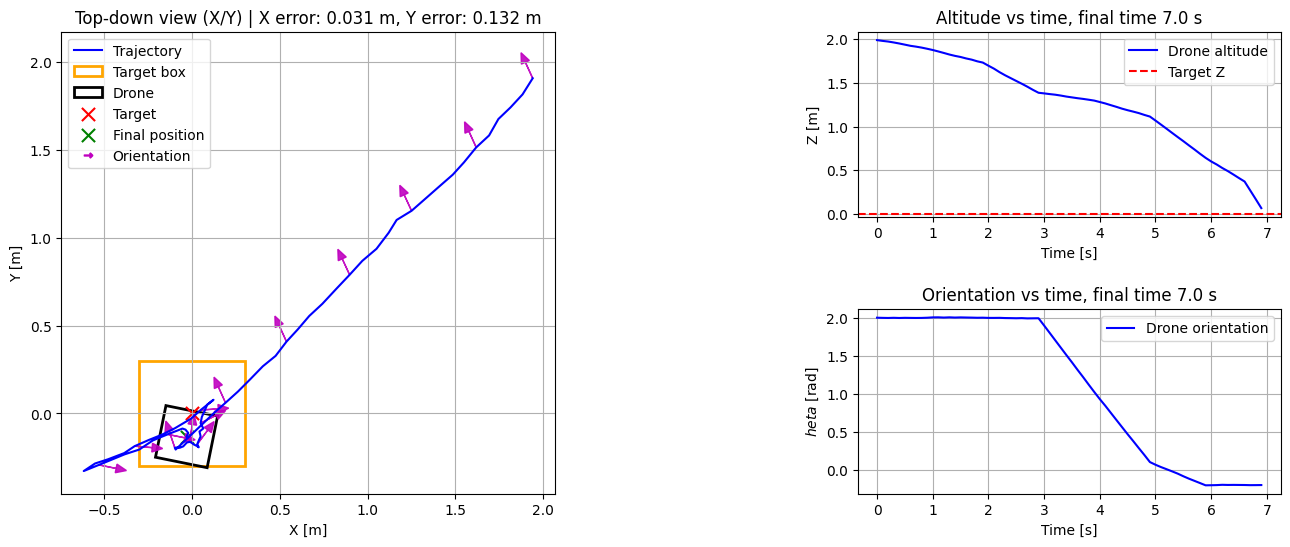 Top-down view (X/Y) | X error: 0.031 m, Y error: 0.132 m
Trajectory
Target box
Drone
Target
Final position
Orientation
2.0
1.5
1.0
0.5
0.0
Y [m]
−0.5
0.0
0.5
1.0
1.5
2.0
X [m]
Altitude vs time, final time 7.0 s
Drone altitude
Target Z
2.0
1.5
1.0
0.5
0.0
Z [m]
0
1
2
3
4
5
6
7
Time [s]
Orientation vs time, final time 7.0 s
Drone orientation
2.0
1.5
1.0
0.5
0.0
heta [rad]
0
1
2
3
4
5
6
7
Time [s]